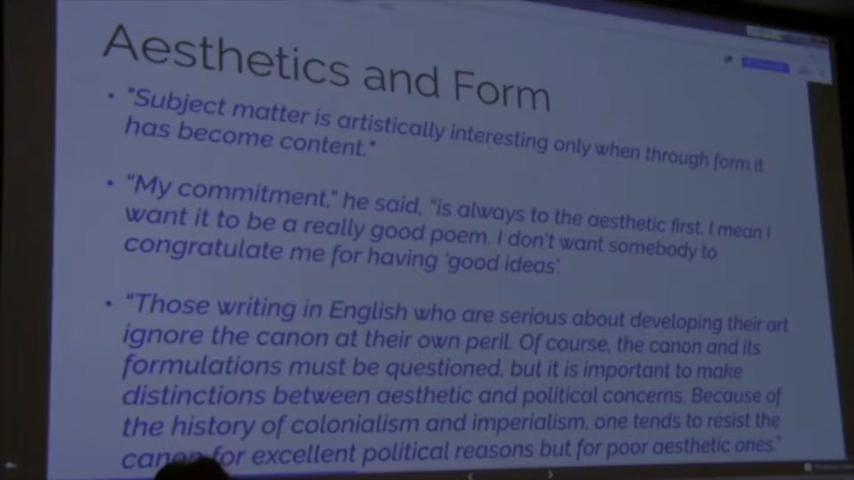 Aesthetics and Form
• "Subject matter is artistically interesting only when through form it
has become content."
• "My commitment," he said, "is always to the aesthetic first. I mean I
want it to be a really good poem. I don't want somebody to
congratulate me for having 'good ideas'.
• "Those writing in English who are serious about developing their art
ignore the canon at their own peril. Of course, the canon and its
formulations must be questioned, but it is important to make
distinctions between aesthetic and political concerns. Because of
the history of colonialism and imperialism, one tends to resist the
canon for excellent political reasons but for poor aesthetic ones."